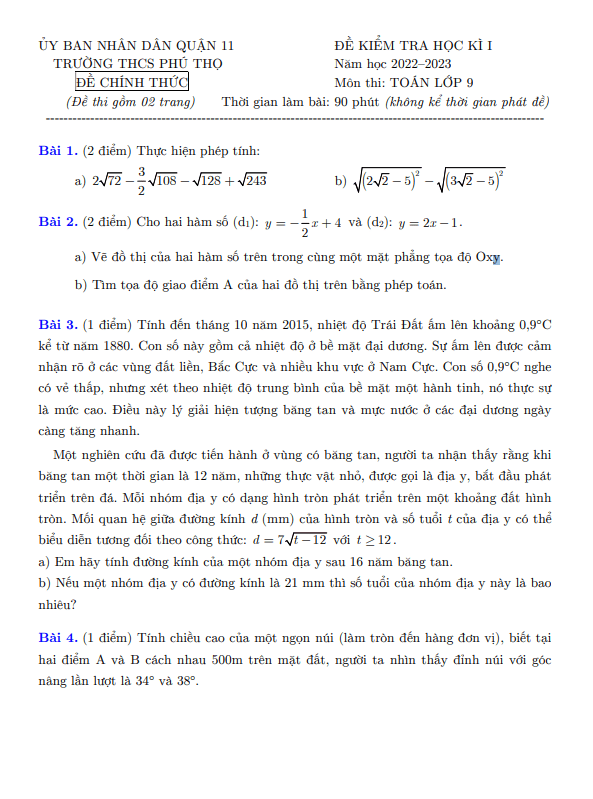 ỦY BAN NHÂN DÂN QUẬN 11 ĐỀ KIỂM TRA HỌC KÌ I
TRƯỜNG THCS PHÚ THỌ Năm học 2022–2023
ĐỀ CHÍNH THỨC Môn thi: TOÁN LỚP 9
(Đề thi gồm 02 trang) Thời gian làm bài: 90 phút (không kể thời gian phát đề)
Bài 1. (2 điểm) Thực hiện phép tính:
a) 2√72 − 3/2 √108 − √128 + √243 b) √((2√2 − 5)²) − √((3√2 − 5)²)
Bài 2. (2 điểm) Cho hai hàm số (d₁): y = −1/2 x + 4 và (d₂): y = 2x − 1.
a) Vẽ đồ thị của hai hàm số trên trong cùng một mặt phẳng tọa độ Oxy.
b) Tìm tọa độ giao điểm A của hai đồ thị trên bằng phép toán.
Bài 3. (1 điểm) Tính đến tháng 10 năm 2015, nhiệt độ Trái Đất ấm lên khoảng 0,9°C
kể từ năm 1880. Con số này gồm cả nhiệt độ ở bề mặt đại dương. Sự ấm lên được cảm
nhận rõ ở các vùng đất liền, Bắc Cực và nhiều khu vực ở Nam Cực. Con số 0,9°C nghe
có vẻ thấp, nhưng xét theo nhiệt độ trung bình của bề mặt một hành tinh, nó thực sự
là mức cao. Điều này lý giải hiện tượng băng tan và mực nước ở các đại dương ngày
càng tăng nhanh.
Một nghiên cứu đã được tiến hành ở vùng có băng tan, người ta nhận thấy rằng khi
băng tan một thời gian là 12 năm, những thực vật nhỏ, được gọi là địa y, bắt đầu phát
triển trên đá. Mỗi nhóm địa y có dạng hình tròn phát triển trên một khoảng đất hình
tròn. Mối quan hệ giữa đường kính d (mm) của hình tròn và số tuổi t của địa y có thể
biểu diễn tương đối theo công thức: d = 7√(t − 12) với t ≥ 12.
a) Em hãy tính đường kính của một nhóm địa y sau 16 năm băng tan.
b) Nếu một nhóm địa y có đường kính là 21 mm thì số tuổi của nhóm địa y này là bao
nhiêu?
Bài 4. (1 điểm) Tính chiều cao của một ngọn núi (làm tròn đến hàng đơn vị), biết tại
hai điểm A và B cách nhau 500m trên mặt đất, người ta nhìn thấy đỉnh núi với góc
nâng lần lượt là 34° và 38°.